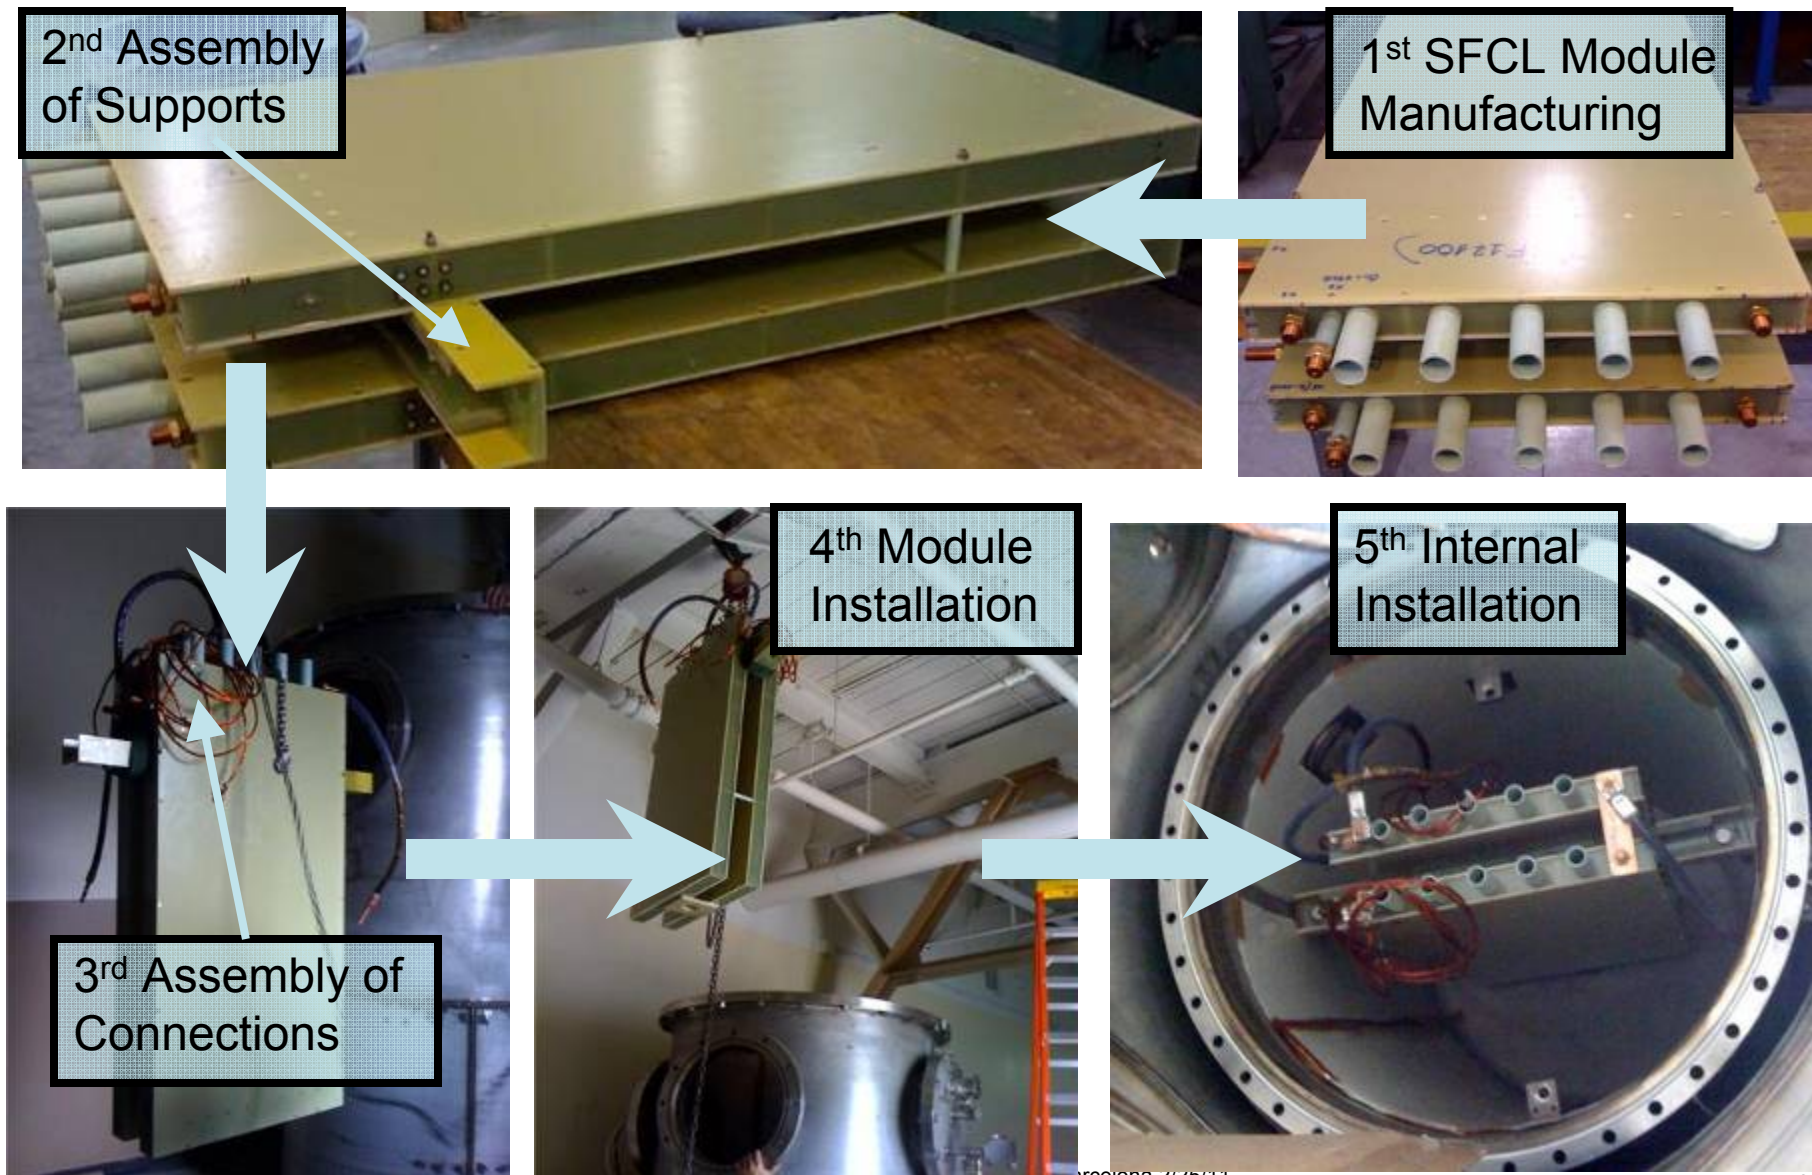 2nd Assembly
of Supports
1st SFCL Module
Manufacturing
4th Module
Installation
5th Internal
Installation
3rd Assembly of
Connections